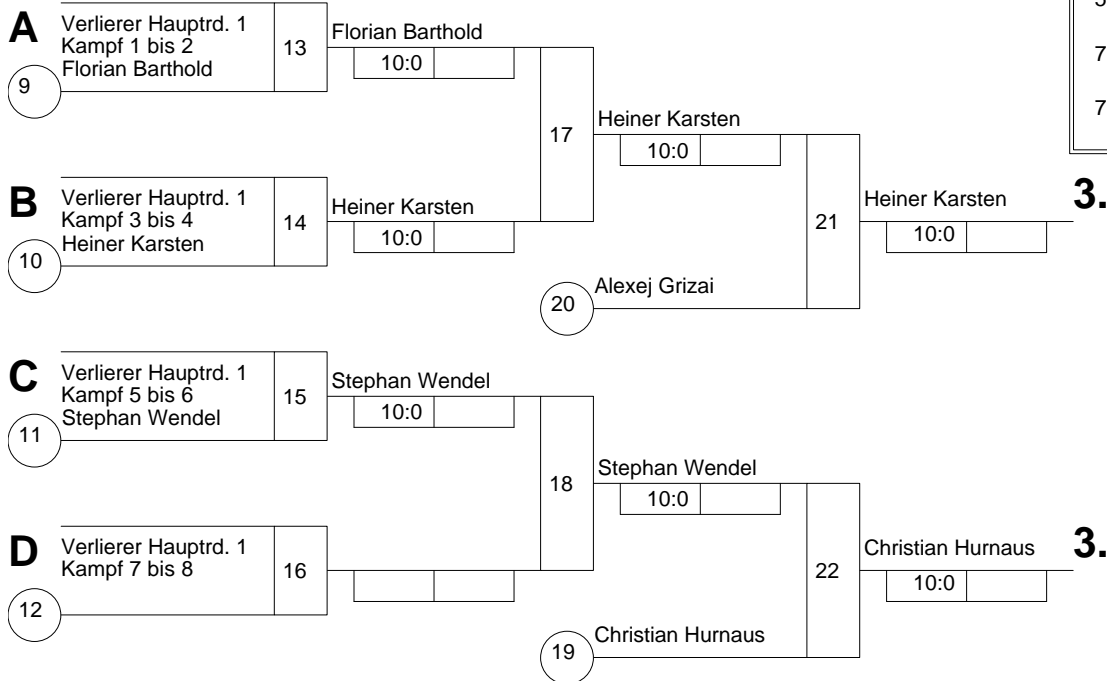 5
7
7
A
Verlierer Hauptrd. 1
Kampf 1 bis 2
Florian Barthold
9
13
Florian Barthold
10:0
17
Heiner Karsten
10:0
B
Verlierer Hauptrd. 1
Kampf 3 bis 4
Heiner Karsten
10
14
Heiner Karsten
10:0
21
Heiner Karsten
10:0
3.
20
Alexej Grizai
C
Verlierer Hauptrd. 1
Kampf 5 bis 6
Stephan Wendel
11
15
Stephan Wendel
10:0
18
Stephan Wendel
10:0
D
Verlierer Hauptrd. 1
Kampf 7 bis 8
12
16
22
Christian Hurnaus
10:0
3.
19
Christian Hurnaus